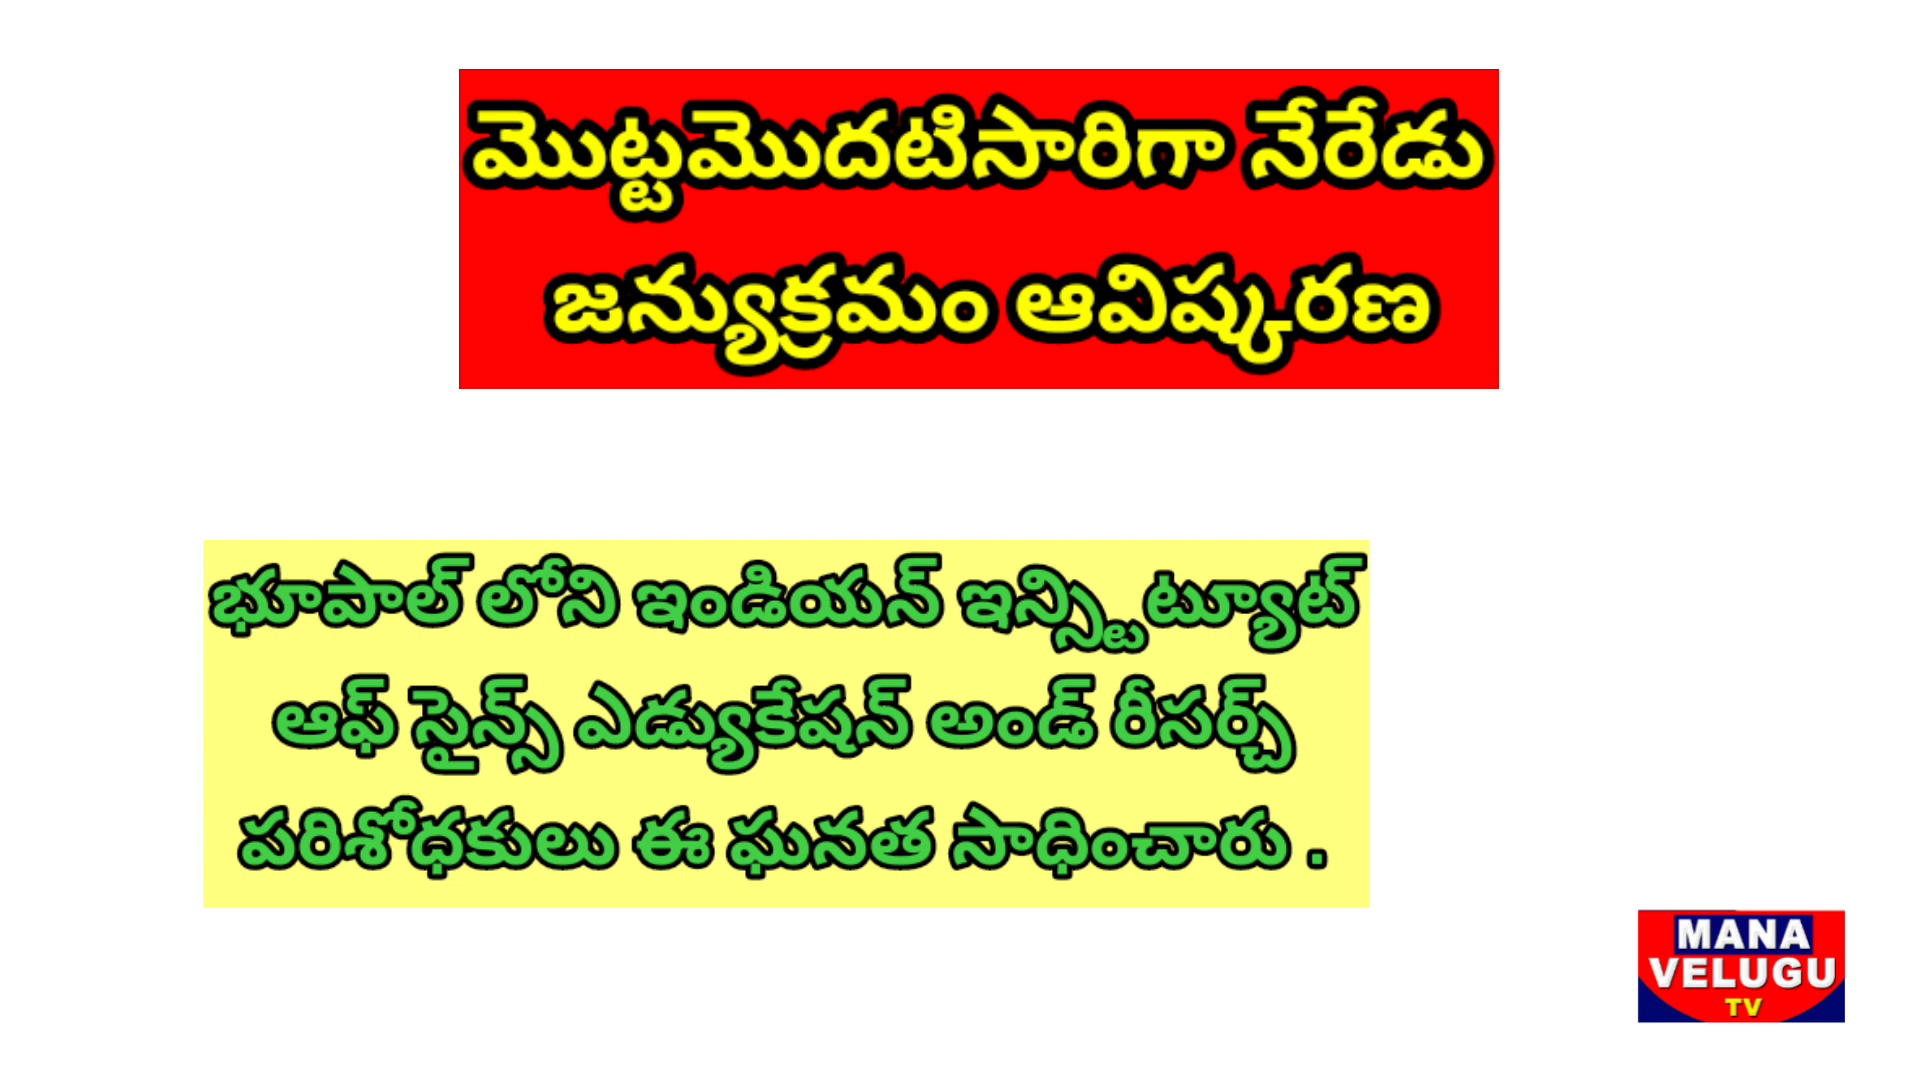 మొట్టమొదటిసారిగా నేరేడు
జన్యుక్రమం ఆవిష్కరణ
భూపాల్ లోని ఇండియన్ ఇన్స్టిట్యూట్
ఆఫ్ సైన్స్ ఎడ్యుకేషన్ అండ్ రీసర్చ్
పరిశోధకులు ఈ ఘనత సాధించారు .
MANA
VELUGU
TV